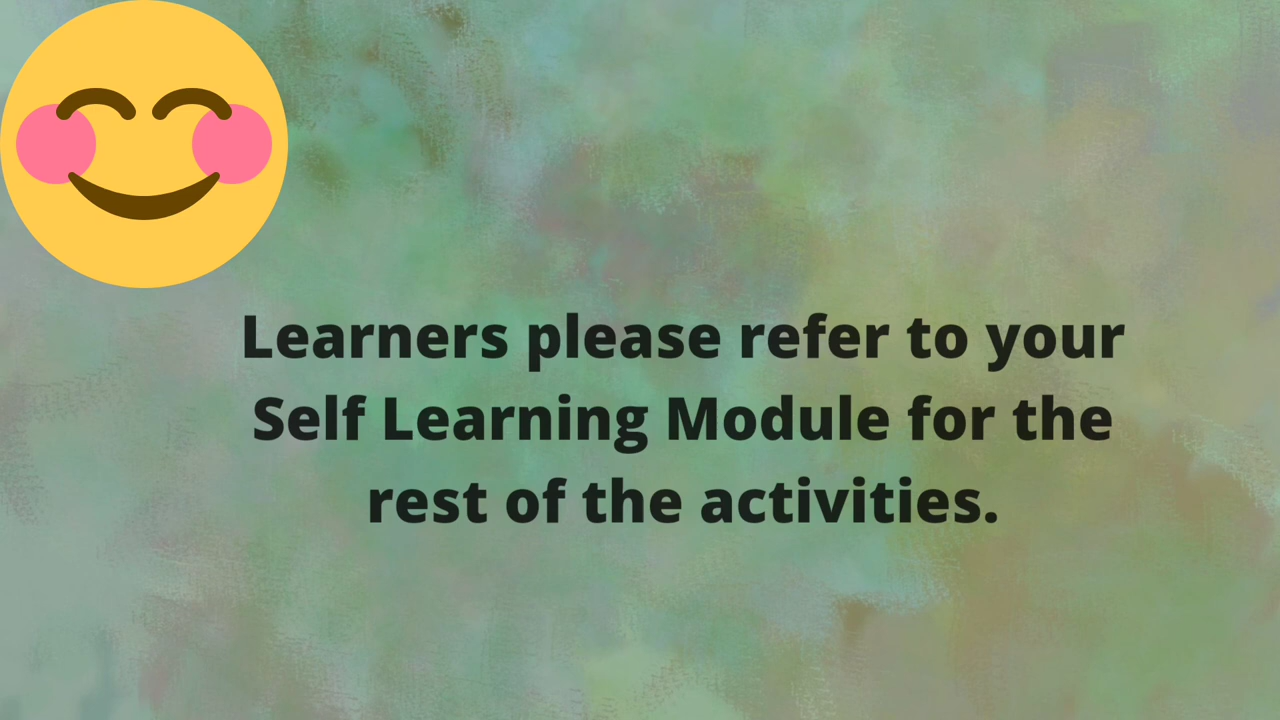 Learners please refer to your
Self Learning Module for the
rest of the activities.